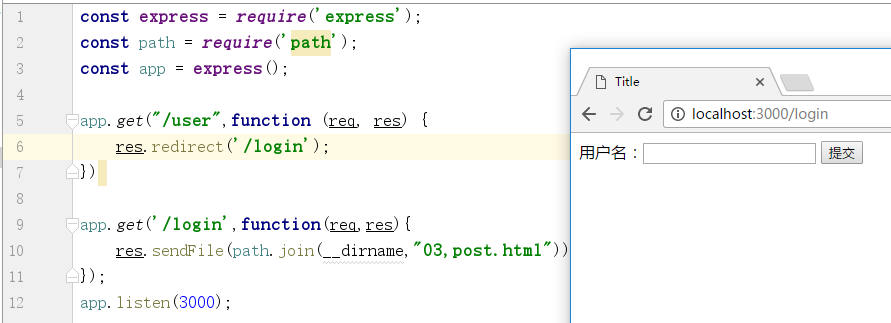 1 const express = require('express');
2 const path = require('path');
3 const app = express();
4
5 app.get("/user",function (req, res) {
6 res.redirect('/login');
7 })
8
9 app.get('/login',function(req,res){
10 res.sendFile(path.join(__dirname,"03,post.html"))
11 });
12 app.listen(3000);
Title
localhost:3000/login
用户名：
提交